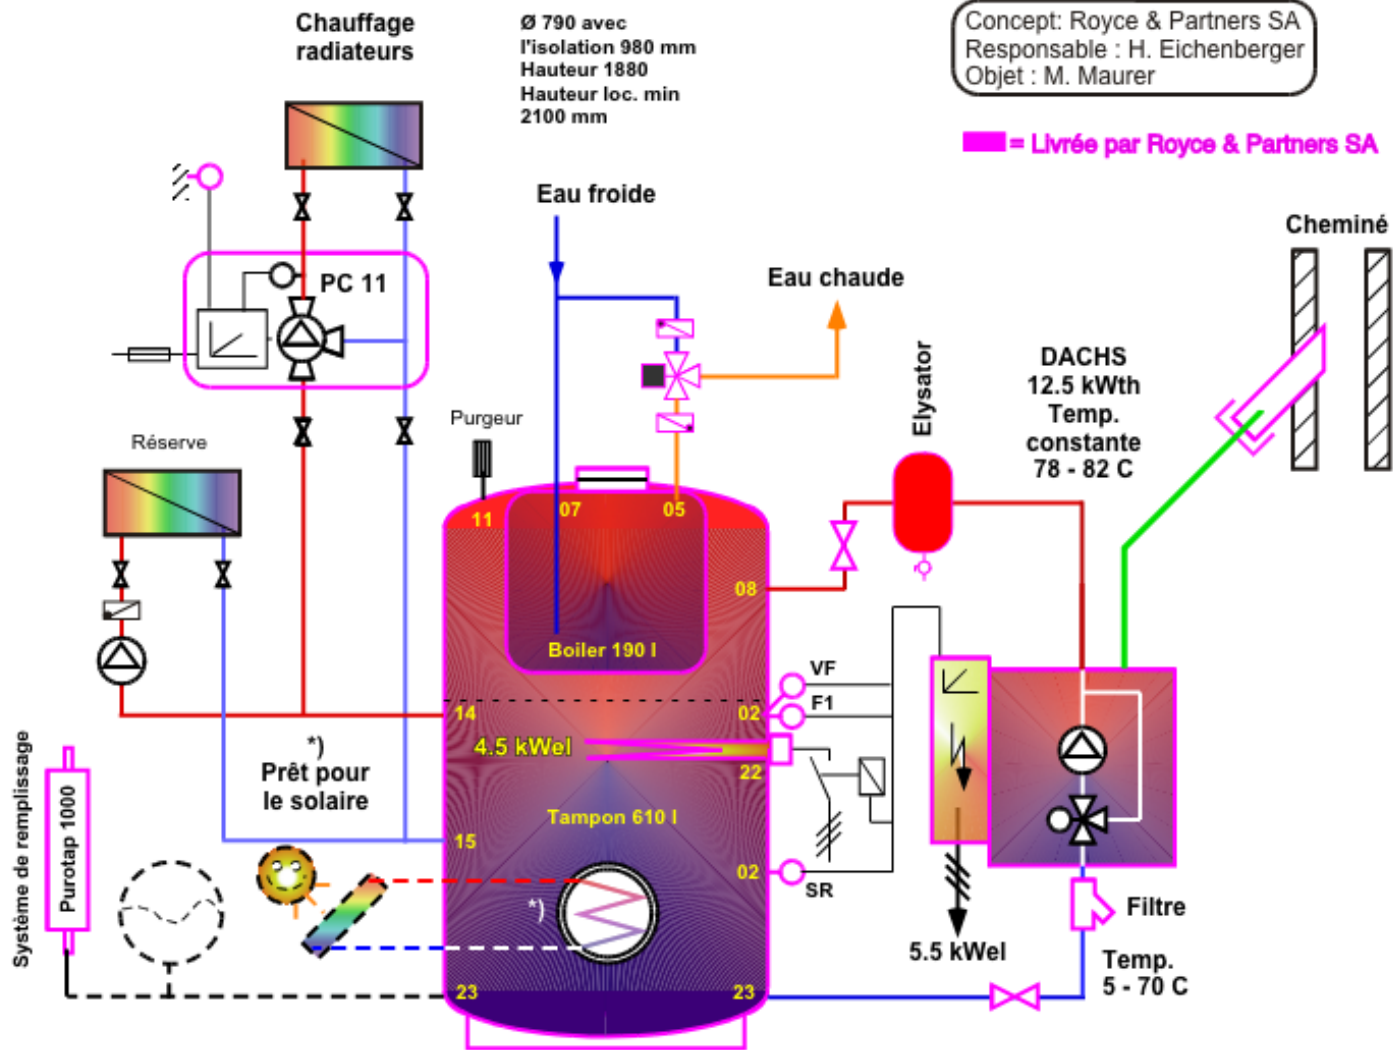 Chauffage
radiateurs
Ø 790 avec
l'isolation 980 mm
Hauteur 1880
Hauteur loc. min
2100 mm
Concept: Royce & Partners SA
Responsable : H. Eichenberger
Objet : M. Maurer
= Livrée par Royce & Partners SA
Eau froide
Cheminé
PC 11
Eau chaude
DACHS
12.5 kWth
Temp.
constante
78 - 82 C
Elysator
Purgeur
Réserve
11
07
05
08
Boiler 190 l
VF
F1
14
02
4.5 kWel
22
*)
Prêt pour
le solaire
Tampon 610 l
15
02
SR
Système de remplissage
Purotap 1000
*)
Filtre
5.5 kWel
Temp.
5 - 70 C
23
23